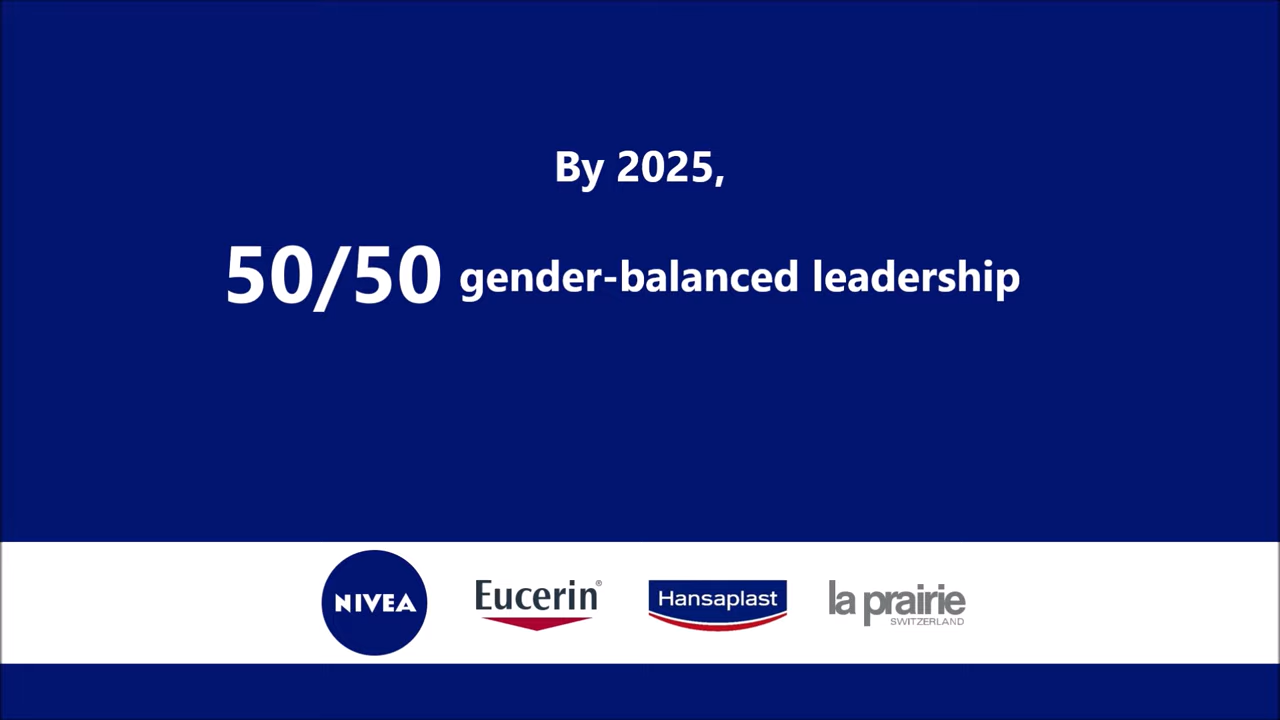 By 2025,
50/50 gender-balanced leadership
NIVEA
Eucerin®
Hansaplast
la prairie
SWITZERLAND